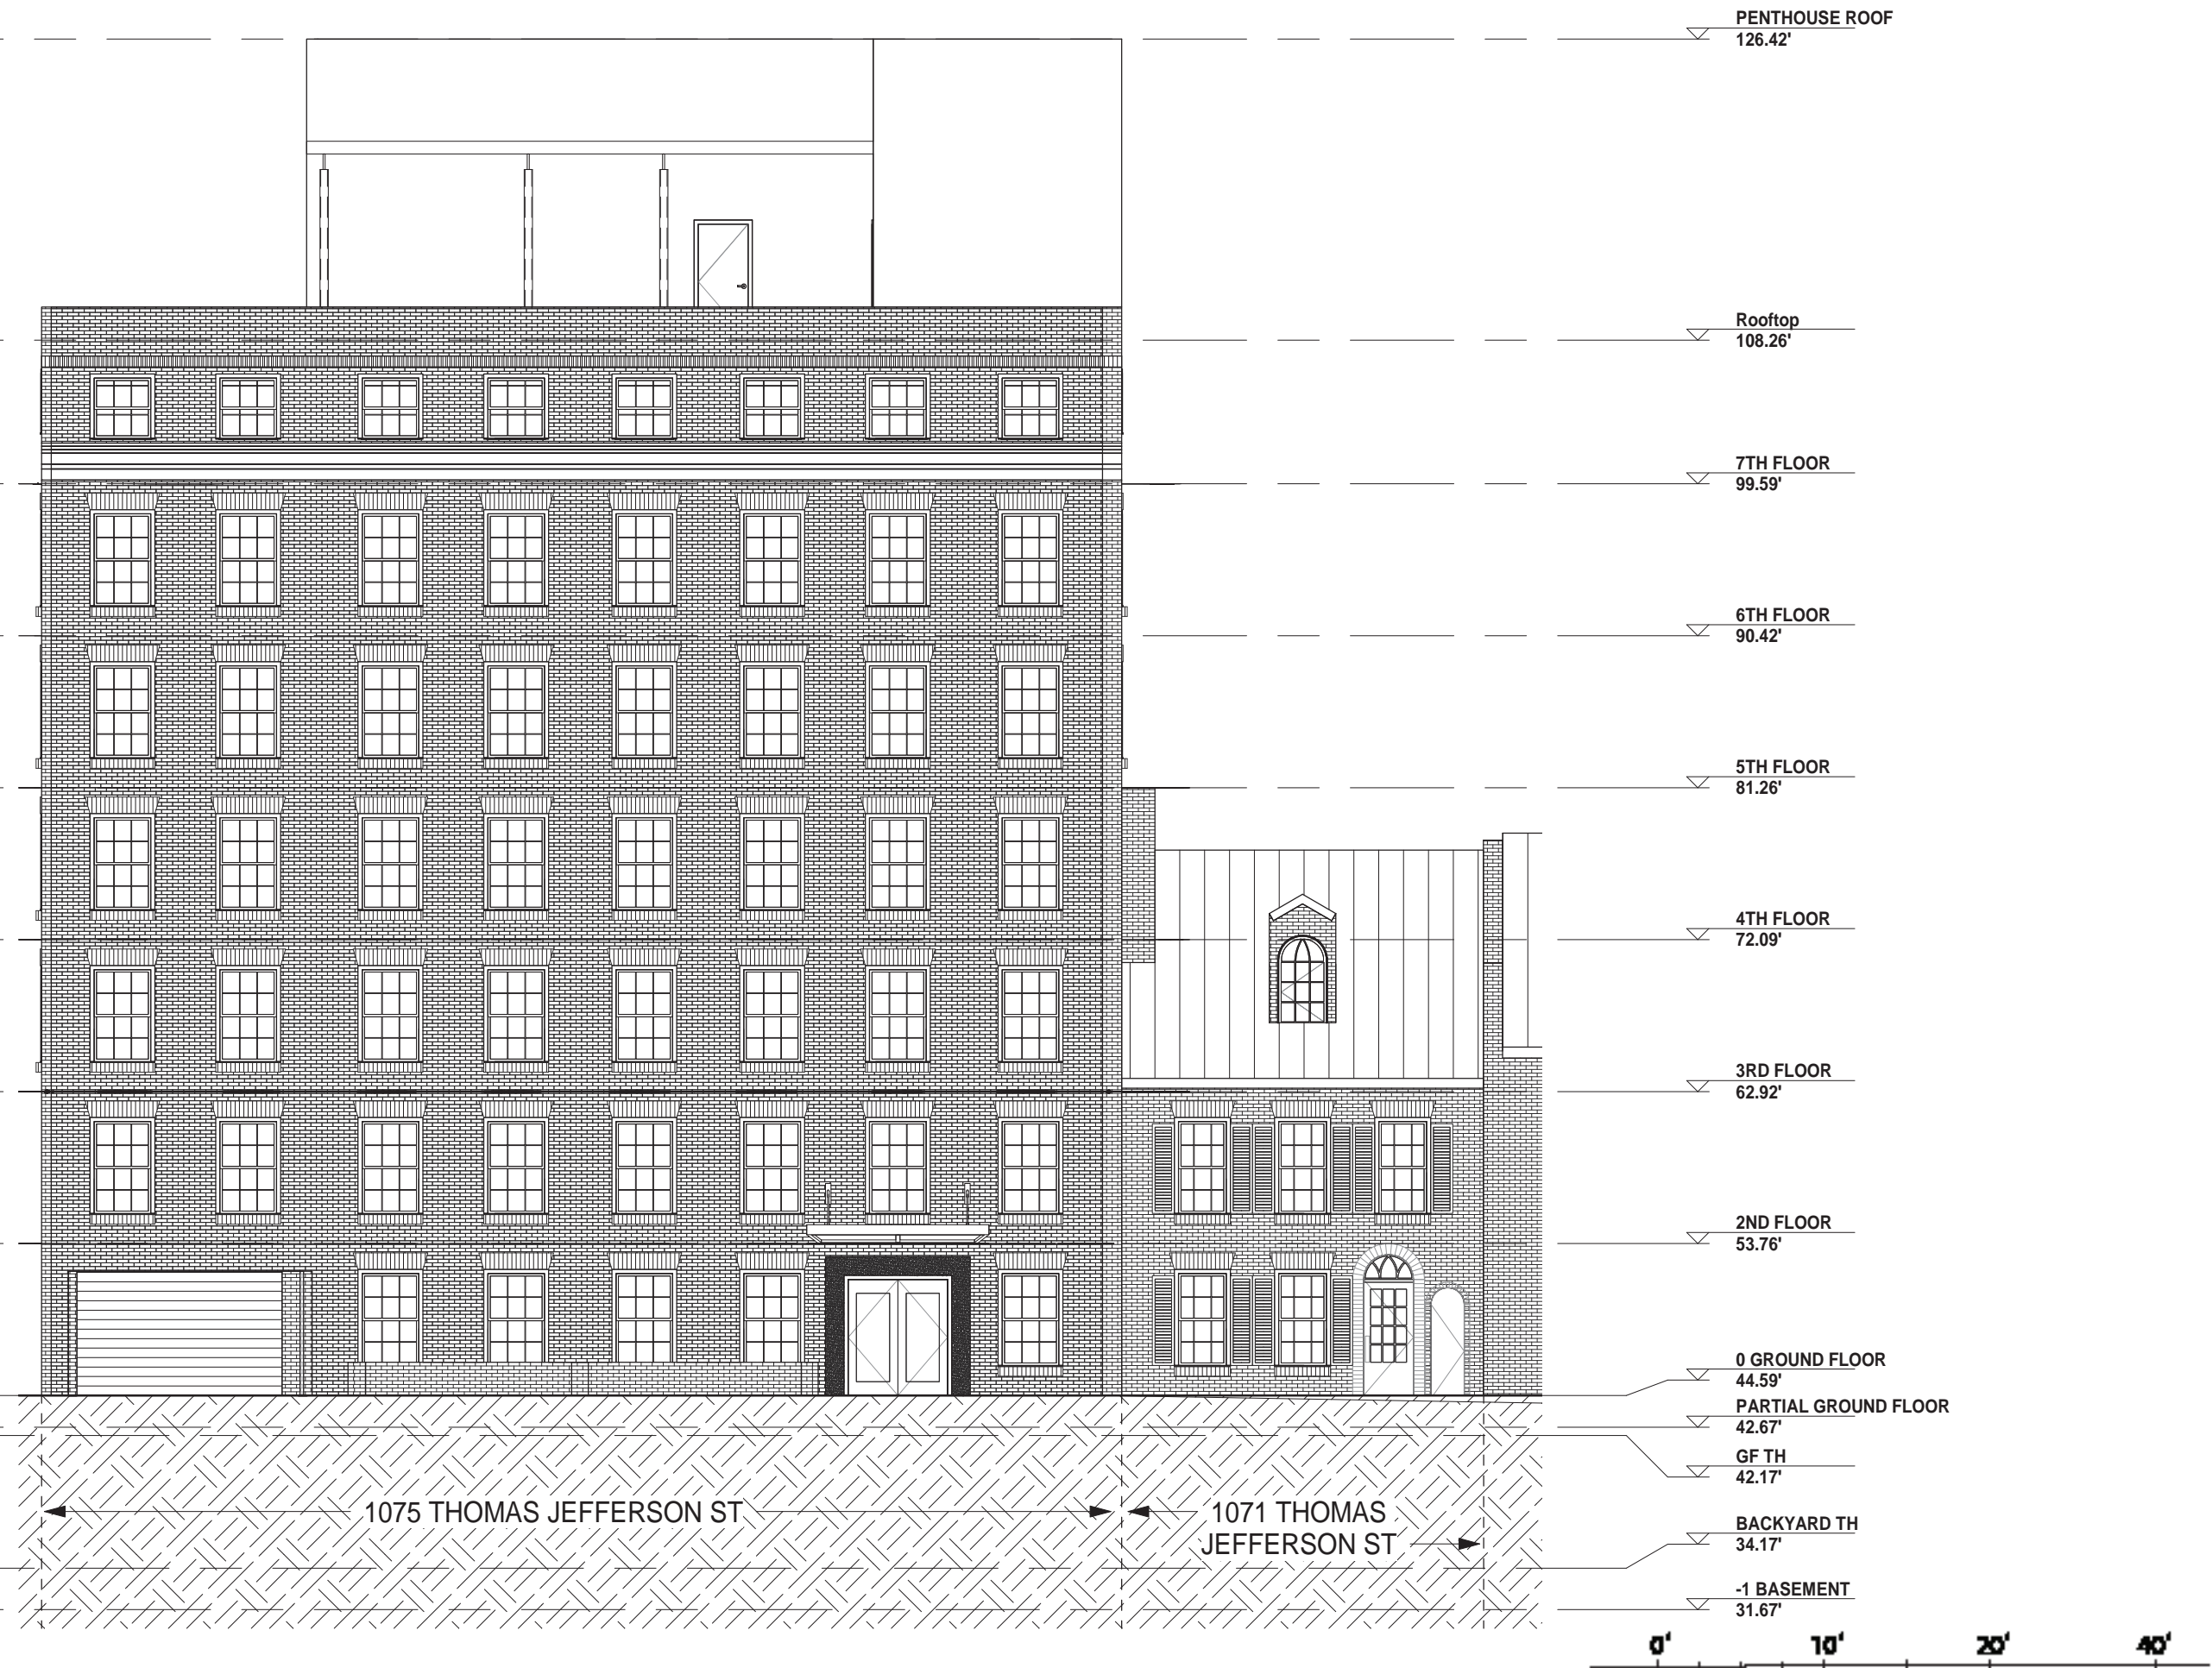 PENTHOUSE ROOF
126.42'
Rooftop
108.26'
7TH FLOOR
99.59'
6TH FLOOR
90.42'
5TH FLOOR
81.26'
4TH FLOOR
72.09'
3RD FLOOR
62.92'
2ND FLOOR
53.76'
0 GROUND FLOOR
44.59'
PARTIAL GROUND FLOOR
42.67'
GF TH
42.17'
1075 THOMAS JEFFERSON ST
1071 THOMAS
JEFFERSON ST
BACKYARD TH
34.17'
-1 BASEMENT
31.67'
0' 10' 20' 40'